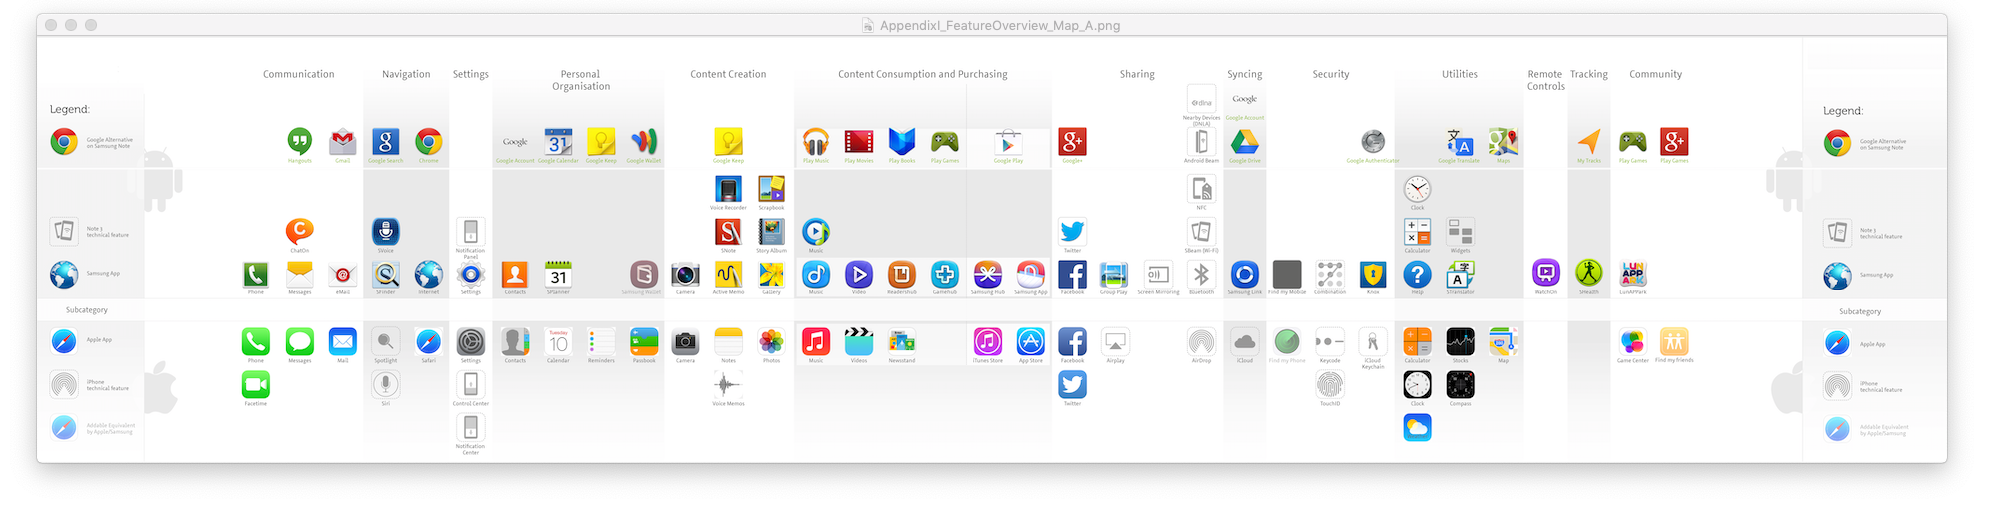 AppendixI_FeatureOverview_Map_A.png
Communication
Navigation
Settings
Personal
Organisation
Content Creation
Content Consumption and Purchasing
Sharing
Syncing
Security
Utilities
Remote
Controls
Tracking
Community
Legend:
Legend:
dlna
Nearby Devices
(DNLA)
Google
Google Account
Google Alternative
on Samsung Note
Hangouts
Gmail
Google Search
Chrome
Google
Google Account
31
Google Calendar
Google Keep
Google Wallet
Google Keep
Play Music
Play Movies
Play Books
Play Games
Google Play
Google+
Android Beam
Google Drive
Google Authenticator
Google Translate
Maps
My Tracks
Play Games
Play Games
Google Alternative
on Samsung Note
Voice Recorder
Scrapbook
NFC
Clock
Note 3
technical feature
ChatOn
SVoice
Notification
Panel
SNote
Story Album
Music
Twitter
SBeam (Wi-Fi)
Calculator
Widgets
Note 3
technical feature
Samsung App
Phone
Messages
eMail
SFinder
Internet
Settings
Contacts
31
SPlanner
Samsung Wallet
Camera
Active Memo
Gallery
Music
Video
ReadersHub
GameHub
Samsung Hub
Samsung App
Facebook
Group Play
Screen Mirroring
Bluetooth
Samsung Link
Find my Mobile
Combination
Knox
Help
STranslator
WatchOn
SHealth
LUN
APP
ARK
LunAPPark
Samsung App
Subcategory
Subcategory
Apple App
Phone
Messages
Mail
Spotlight
Safari
Settings
Contacts
Tuesday
10
Calendar
Reminders
Passbook
Camera
Notes
Photos
Music
Videos
Newsstand
iTunes Store
App Store
Facebook
Airplay
AirDrop
iCloud
Find my Phone
Keycode
iCloud
Keychain
Calculator
Stocks
Map
Game Center
Find my Friends
Apple App
iPhone
technical feature
Facetime
Siri
Control Center
Voice Memos
Twitter
TouchID
Clock
Compass
iPhone
technical feature
Addable Equivalent
by Apple/Samsung
Notification
Center
Addable Equivalent
by Apple/Samsung